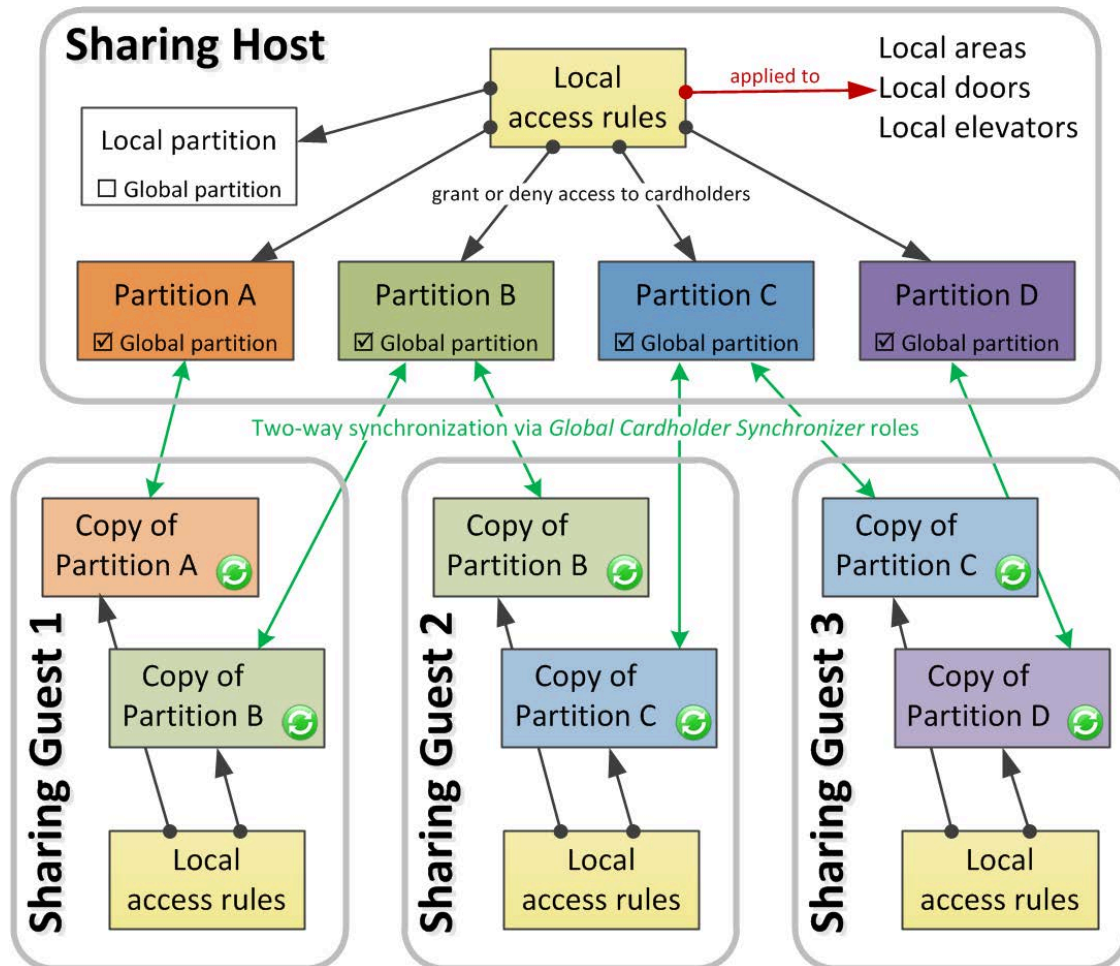 Sharing Host
Local
access rules
applied to
Local areas
Local doors
Local elevators
Local partition
☐ Global partition
grant or deny access to cardholders
Partition A
☑ Global partition
Partition B
☑ Global partition
Partition C
☑ Global partition
Partition D
☑ Global partition
Two-way synchronization via Global Cardholder Synchronizer roles
Sharing Guest 1
Copy of
Partition A
Copy of
Partition B
Local
access rules
Sharing Guest 2
Copy of
Partition B
Copy of
Partition C
Local
access rules
Sharing Guest 3
Copy of
Partition C
Copy of
Partition D
Local
access rules